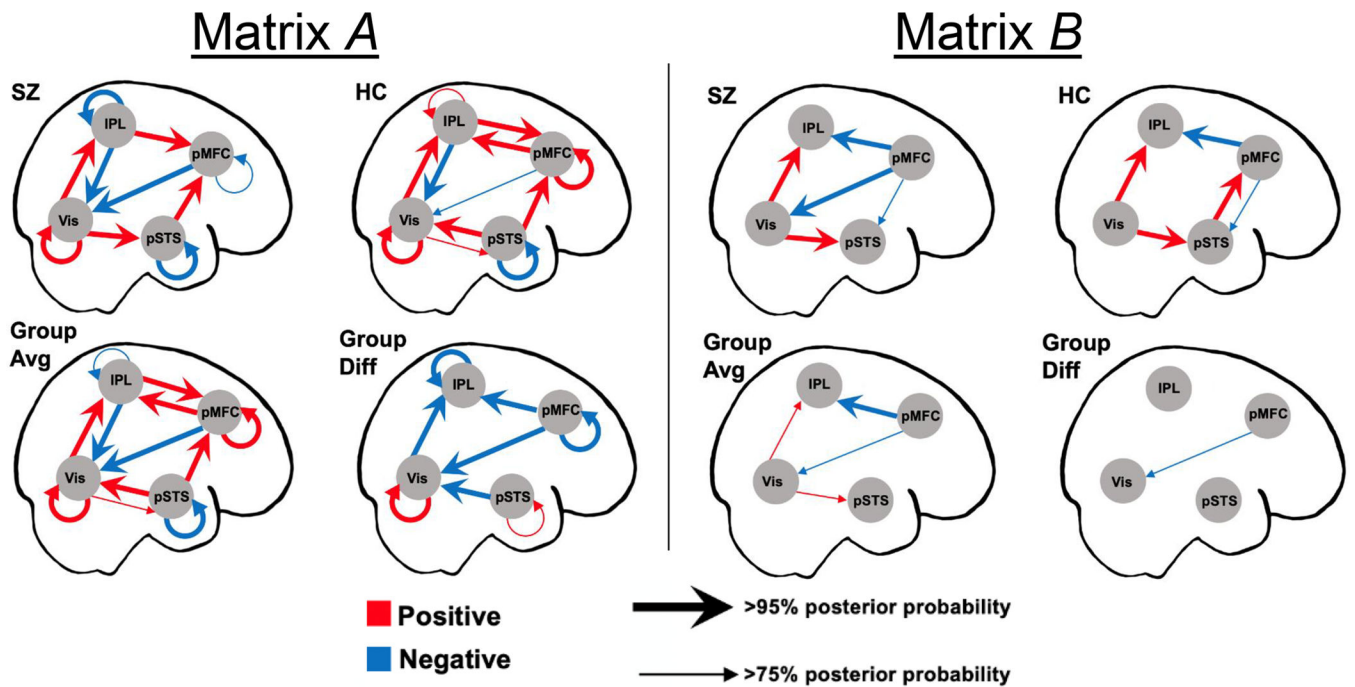 Matrix A
Matrix B
SZ
IPL
pMFC
Vis
pSTS
HC
IPL
pMFC
Vis
pSTS
SZ
IPL
pMFC
Vis
pSTS
HC
IPL
pMFC
Vis
pSTS
Group
Avg
IPL
pMFC
Vis
pSTS
Group
Diff
IPL
pMFC
Vis
pSTS
Group
Avg
IPL
pMFC
Vis
pSTS
Group
Diff
IPL
pMFC
Vis
pSTS
Positive
Negative
>95% posterior probability
>75% posterior probability